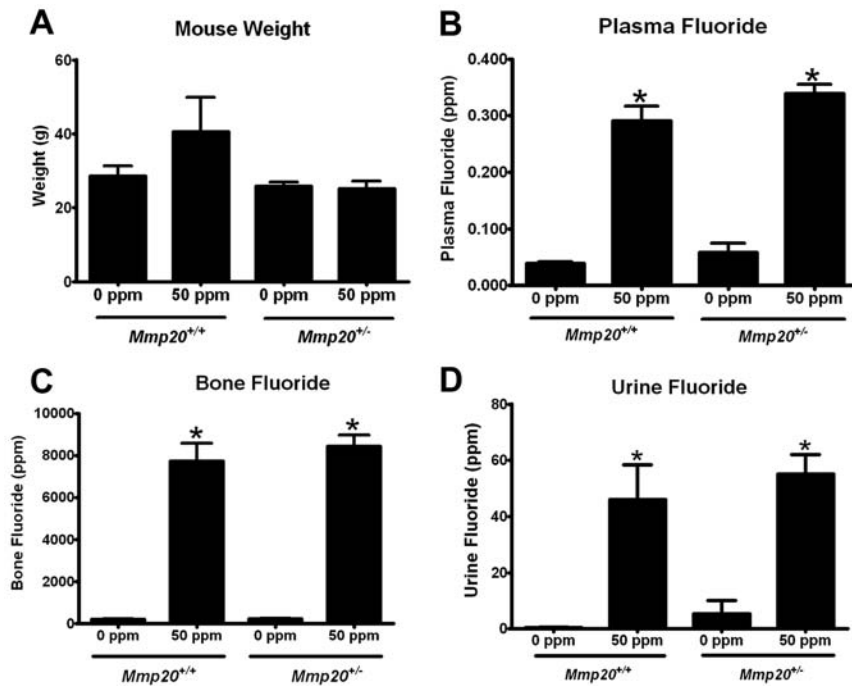 A
Mouse Weight
60
40
20
0
Weight (g)
0 ppm 50 ppm 0 ppm 50 ppm
Mmp20+/+ Mmp20+/-
B
Plasma Fluoride
0.400
0.300
0.200
0.100
0.000
Plasma Fluoride (ppm)
* *
0 ppm 50 ppm 0 ppm 50 ppm
Mmp20+/+ Mmp20+/-
C
Bone Fluoride
10000
8000
6000
4000
2000
0
Bone Fluoride (ppm)
* *
0 ppm 50 ppm 0 ppm 50 ppm
Mmp20+/+ Mmp20+/-
D
Urine Fluoride
80
60
40
20
0
Urine Fluoride (ppm)
* *
0 ppm 50 ppm 0 ppm 50 ppm
Mmp20+/+ Mmp20+/-